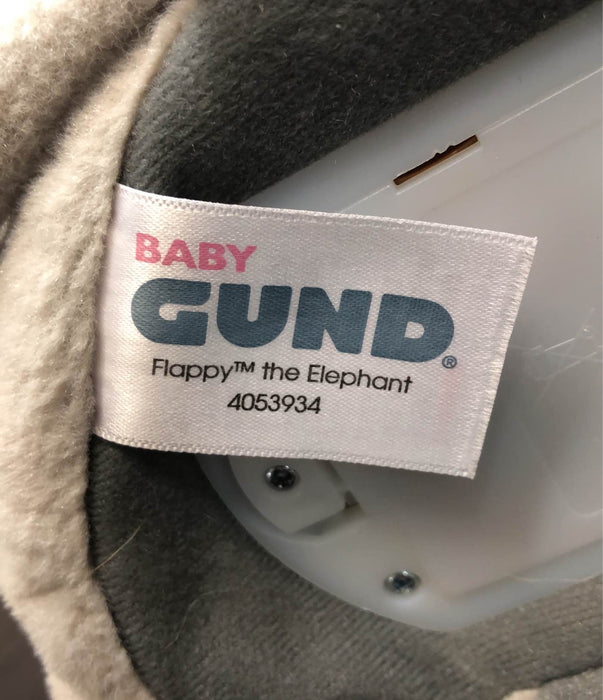 BABY
GUND®
Flappy™ the Elephant
4053934